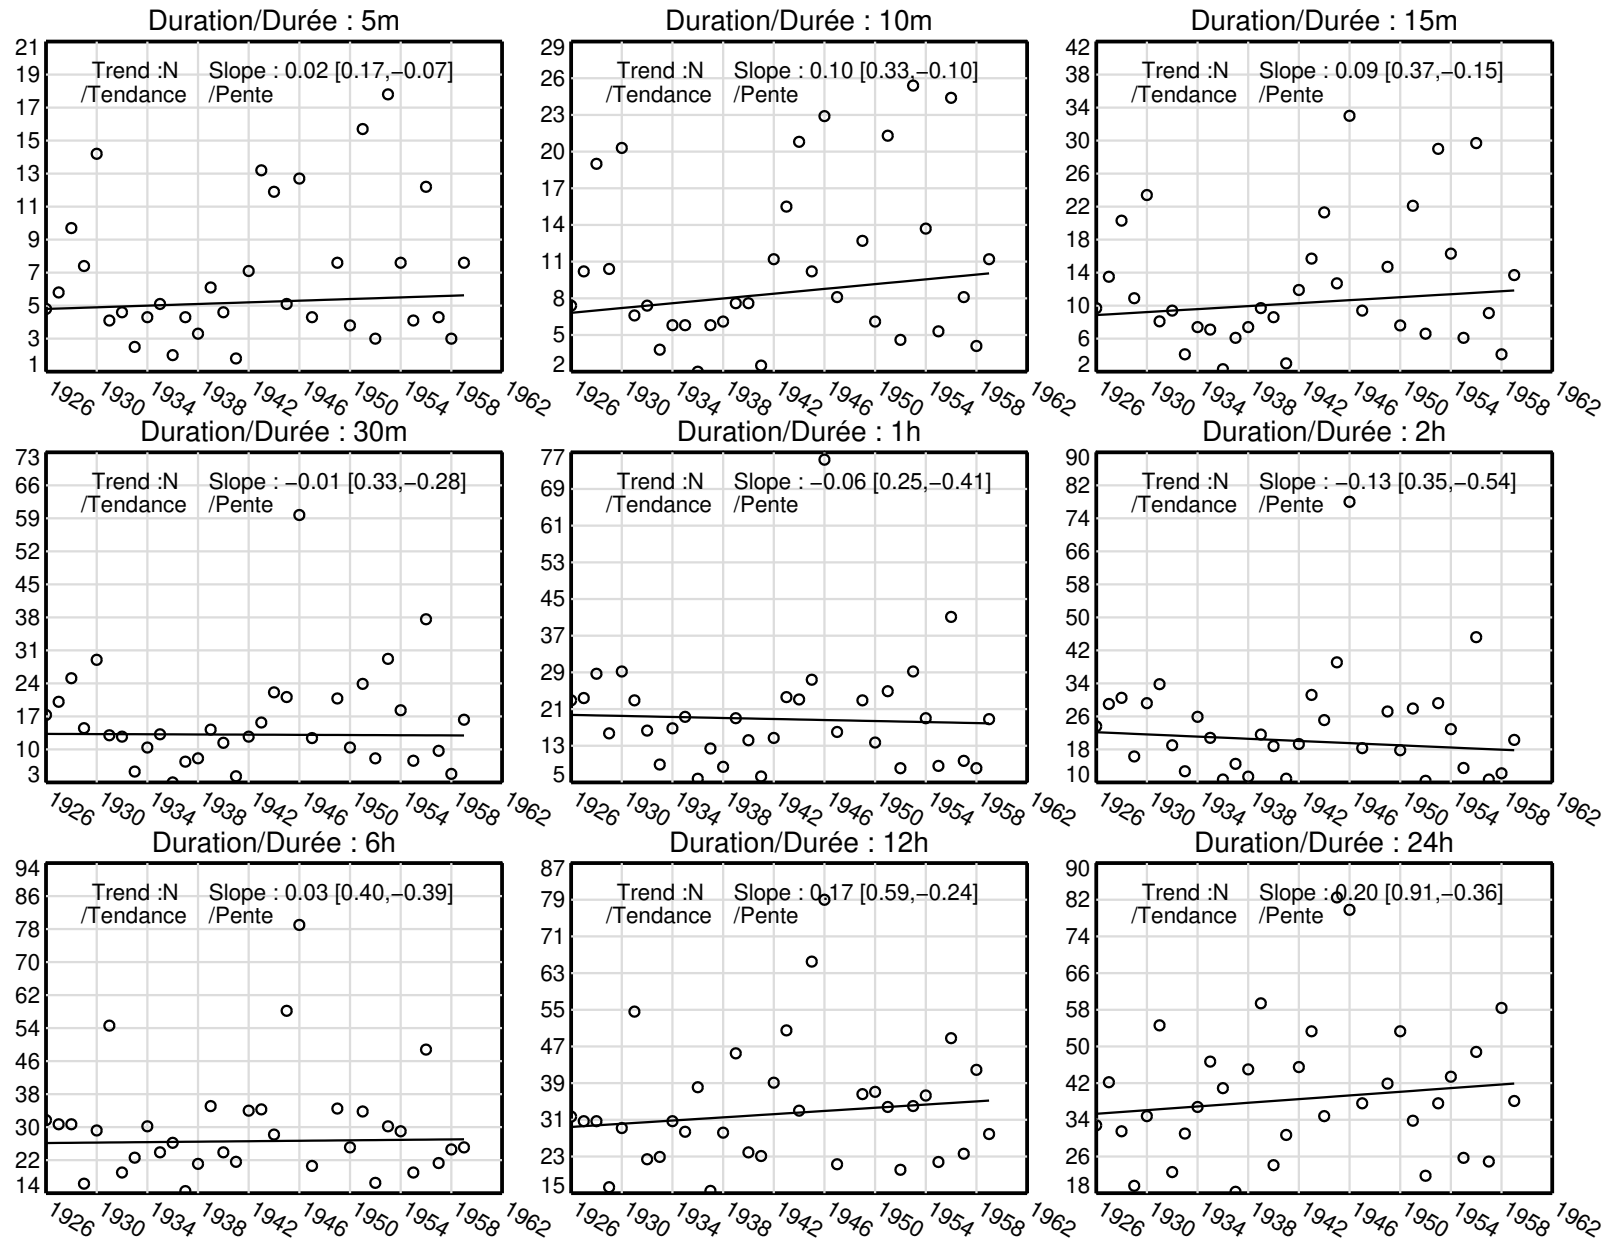 Duration/Durée : 5m
Trend :N Slope : 0.02 [0.17,−0.07]
/Tendance /Pente
21
19
17
15
13
11
9
7
5
3
1
1926 1930 1934 1938 1942 1946 1950 1954 1958 1962
Duration/Durée : 10m
Trend :N Slope : 0.10 [0.33,−0.10]
/Tendance /Pente
29
26
23
20
17
14
11
8
5
2
1926 1930 1934 1938 1942 1946 1950 1954 1958 1962
Duration/Durée : 15m
Trend :N Slope : 0.09 [0.37,−0.15]
/Tendance /Pente
42
38
34
30
26
22
18
14
10
6
2
1926 1930 1934 1938 1942 1946 1950 1954 1958 1962
Duration/Durée : 30m
Trend :N Slope : −0.01 [0.33,−0.28]
/Tendance /Pente
73
66
59
52
45
38
31
24
17
10
3
1926 1930 1934 1938 1942 1946 1950 1954 1958 1962
Duration/Durée : 1h
Trend :N Slope : −0.06 [0.25,−0.41]
/Tendance /Pente
77
69
61
53
45
37
29
21
13
5
1926 1930 1934 1938 1942 1946 1950 1954 1958 1962
Duration/Durée : 2h
Trend :N Slope : −0.13 [0.35,−0.54]
/Tendance /Pente
90
82
74
66
58
50
42
34
26
18
10
1926 1930 1934 1938 1942 1946 1950 1954 1958 1962
Duration/Durée : 6h
Trend :N Slope : 0.03 [0.40,−0.39]
/Tendance /Pente
94
86
78
70
62
54
46
38
30
22
14
1926 1930 1934 1938 1942 1946 1950 1954 1958 1962
Duration/Durée : 12h
Trend :N Slope : 0.17 [0.59,−0.24]
/Tendance /Pente
87
79
71
63
55
47
39
31
23
15
1926 1930 1934 1938 1942 1946 1950 1954 1958 1962
Duration/Durée : 24h
Trend :N Slope : 0.20 [0.91,−0.36]
/Tendance /Pente
90
82
74
66
58
50
42
34
26
18
1926 1930 1934 1938 1942 1946 1950 1954 1958 1962